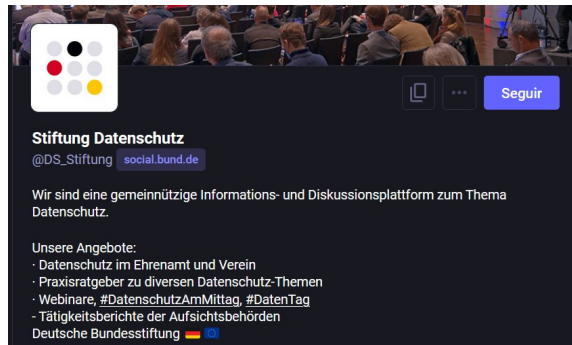 Seguir
Stiftung Datenschutz
@DS_Stiftung social.bund.de
Wir sind eine gemeinnützige Informations- und Diskussionsplattform zum Thema
Datenschutz.
Unsere Angebote:
· Datenschutz im Ehrenamt und Verein
· Praxisratgeber zu diversen Datenschutz-Themen
· Webinare, #DatenschutzAmMittag, #DatenTag
- Tätigkeitsberichte der Aufsichtsbehörden
Deutsche Bundesstiftung 🇩🇪 🇪🇺